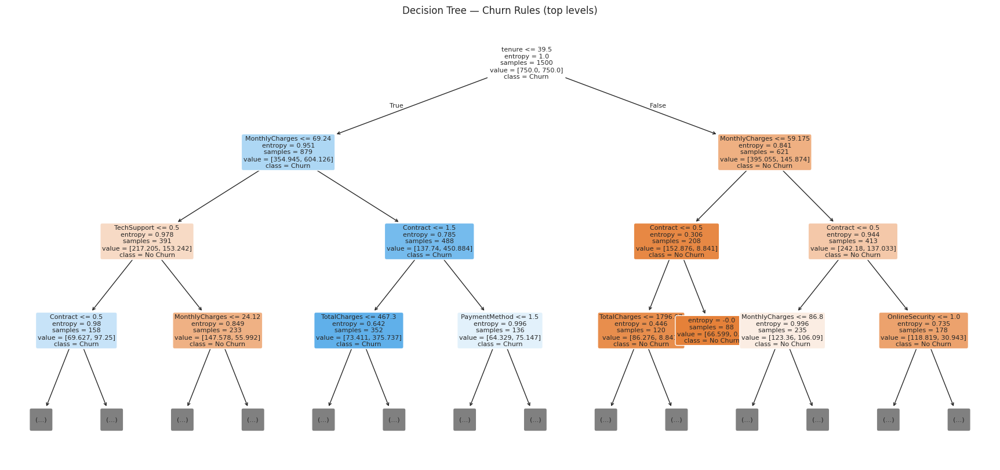 Decision Tree — Churn Rules (top levels)
tenure <= 39.5
entropy = 1.0
samples = 1500
value = [750.0, 750.0]
class = Churn
True
False
MonthlyCharges <= 69.24
entropy = 0.951
samples = 879
value = [354.945, 604.126]
class = Churn
MonthlyCharges <= 59.175
entropy = 0.841
samples = 621
value = [395.055, 145.874]
class = No Churn
TechSupport <= 0.5
entropy = 0.978
samples = 391
value = [217.205, 153.242]
class = No Churn
Contract <= 1.5
entropy = 0.785
samples = 488
value = [137.74, 450.884]
class = Churn
Contract <= 0.5
entropy = 0.306
samples = 208
value = [152.876, 8.841]
class = No Churn
Contract <= 0.5
entropy = 0.944
samples = 413
value = [242.18, 137.033]
class = No Churn
Contract <= 0.5
entropy = 0.98
samples = 158
value = [69.627, 97.25]
class = Churn
MonthlyCharges <= 24.12
entropy = 0.849
samples = 233
value = [147.578, 55.992]
class = No Churn
TotalCharges <= 467.3
entropy = 0.642
samples = 352
value = [73.411, 375.737]
class = Churn
PaymentMethod <= 1.5
entropy = 0.996
samples = 136
value = [64.329, 75.147]
class = Churn
TotalCharges <=
entropy = 0.446
samples = 120
value = [86.276,
class = No Churn
entropy = -0.0
samples = 88
value = [66.599,
class = No Churn
MonthlyCharges <= 86.8
entropy = 0.996
samples = 235
value = [123.36, 106.09]
class = No Churn
OnlineSecurity <= 1.0
entropy = 0.735
samples = 178
value = [118.819, 30.943]
class = No Churn
(...)
(...)
(...)
(...)
(...)
(...)
(...)
(...)
(...)
(...)
(...)
(...)
(...)
(...)